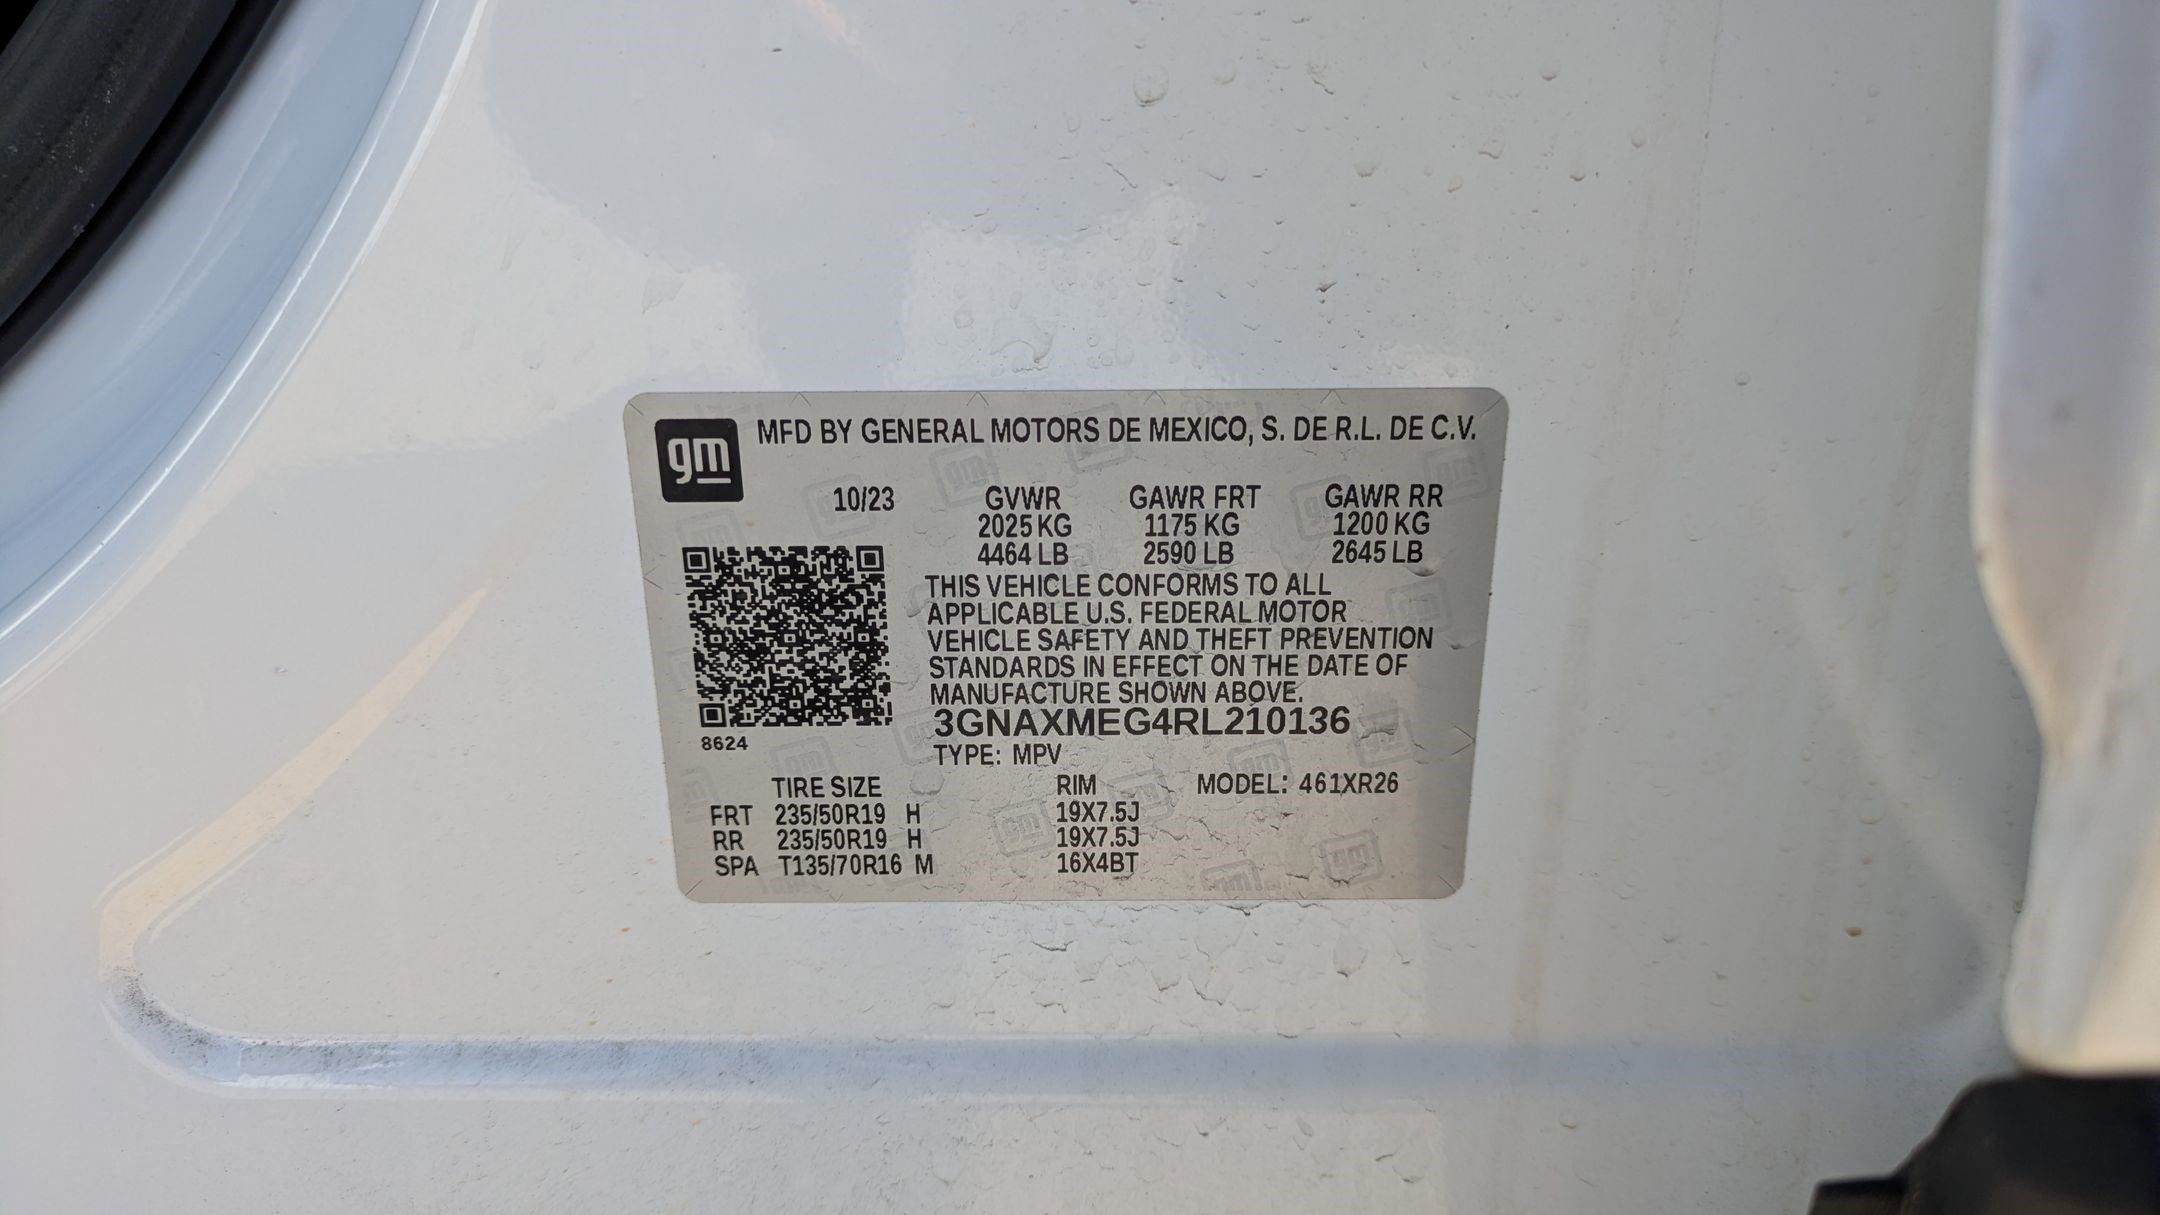 gm
MFD BY GENERAL MOTORS DE MEXICO, S. DE R.L. DE C.V.
10/23 GVWR GAWR FRT GAWR RR
2025 KG 1175 KG 1200 KG
4464 LB 2590 LB 2645 LB
THIS VEHICLE CONFORMS TO ALL
APPLICABLE U.S. FEDERAL MOTOR
VEHICLE SAFETY AND THEFT PREVENTION
STANDARDS IN EFFECT ON THE DATE OF
MANUFACTURE SHOWN ABOVE.
3GNAXMEG4RL210136
8624
TYPE: MPV
TIRE SIZE RIM MODEL: 461XR26
FRT 235/50R19 H 19X7.5J
RR 235/50R19 H 19X7.5J
SPA T135/70R16 M 16X4BT